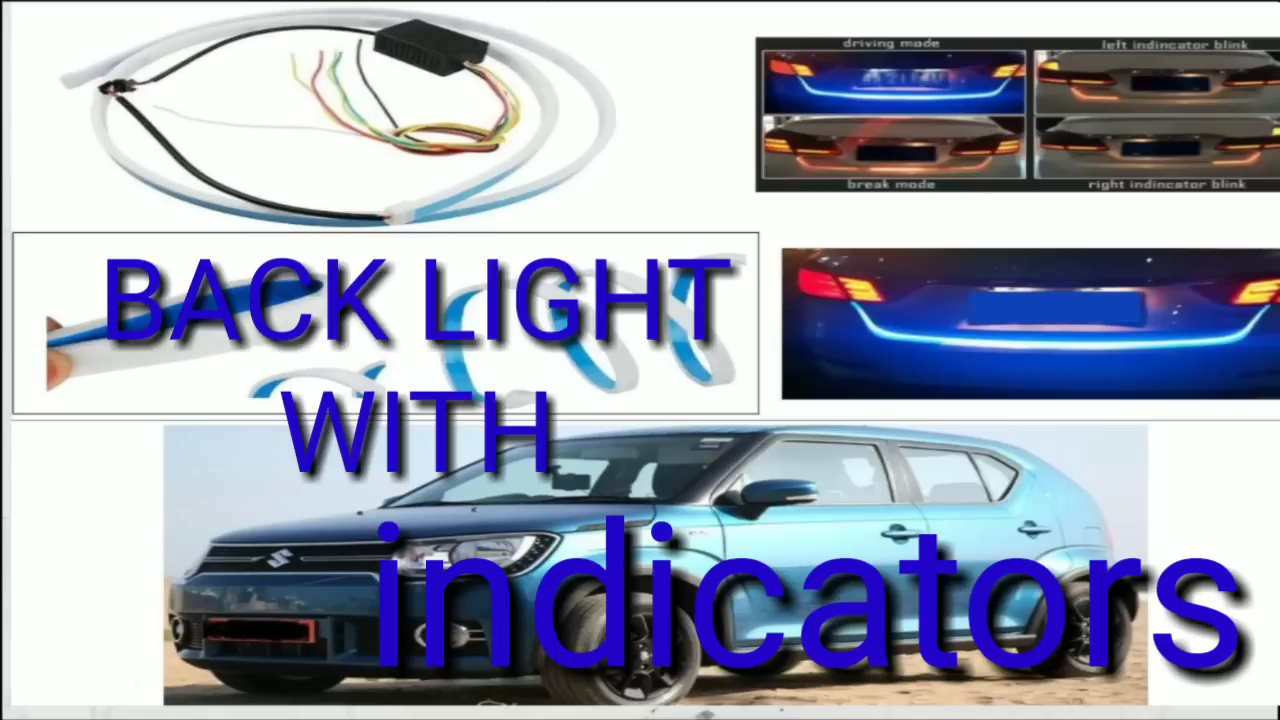 driving mode
left indincator blink
break mode
right indincator blink
BACK LIGHT
WITH
indicators